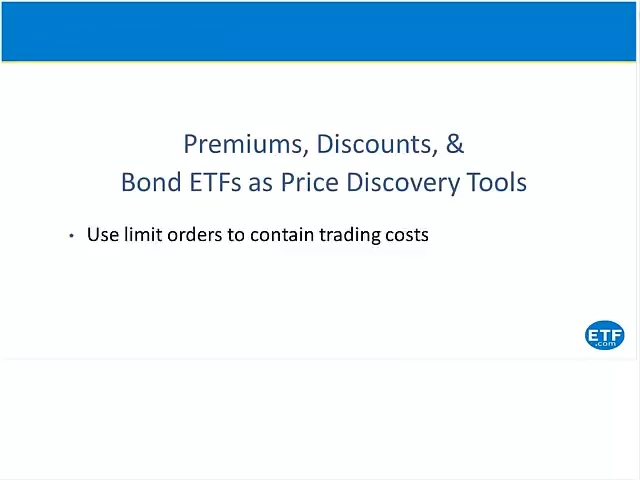 Premiums, Discounts, &
Bond ETFs as Price Discovery Tools
• Use limit orders to contain trading costs
ETF
.com